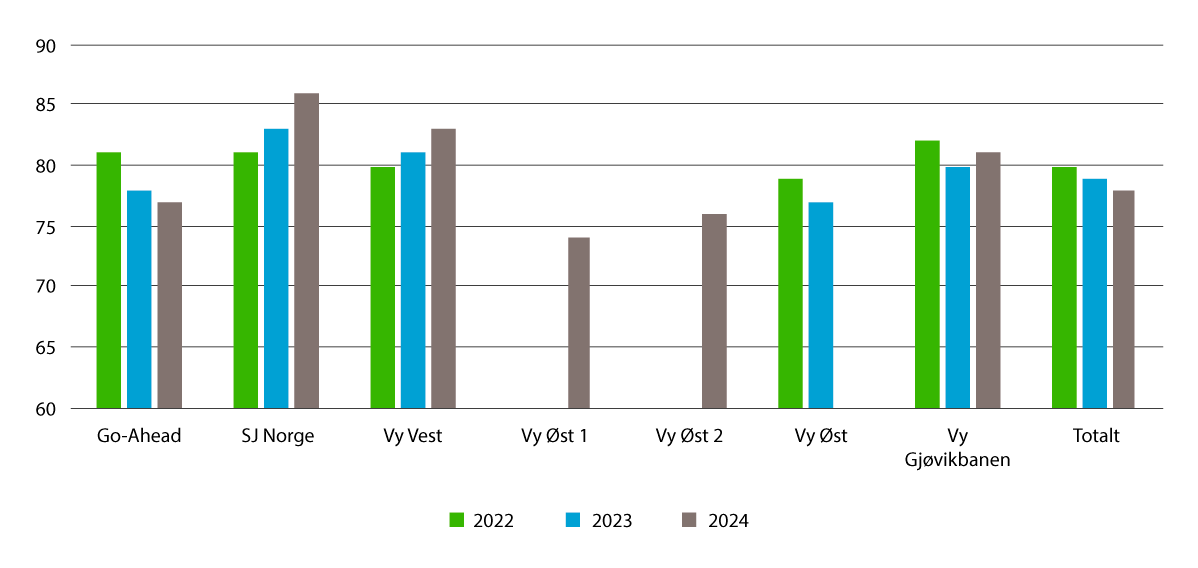 90
85
80
75
70
65
60
Go-Ahead
SJ Norge
Vy Vest
Vy Øst 1
Vy Øst 2
Vy Øst
Vy
Gjøvikbanen
Totalt
2022
2023
2024